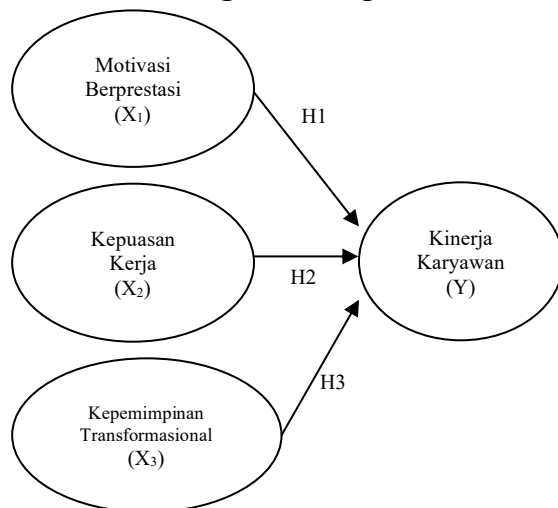 Motivasi
Berprestasi
(X₁)
H1
Kepuasan
Kerja
(X₂)
H2
Kinerja
Karyawan
(Y)
H3
Kepemimpinan
Transformasional
(X₃)